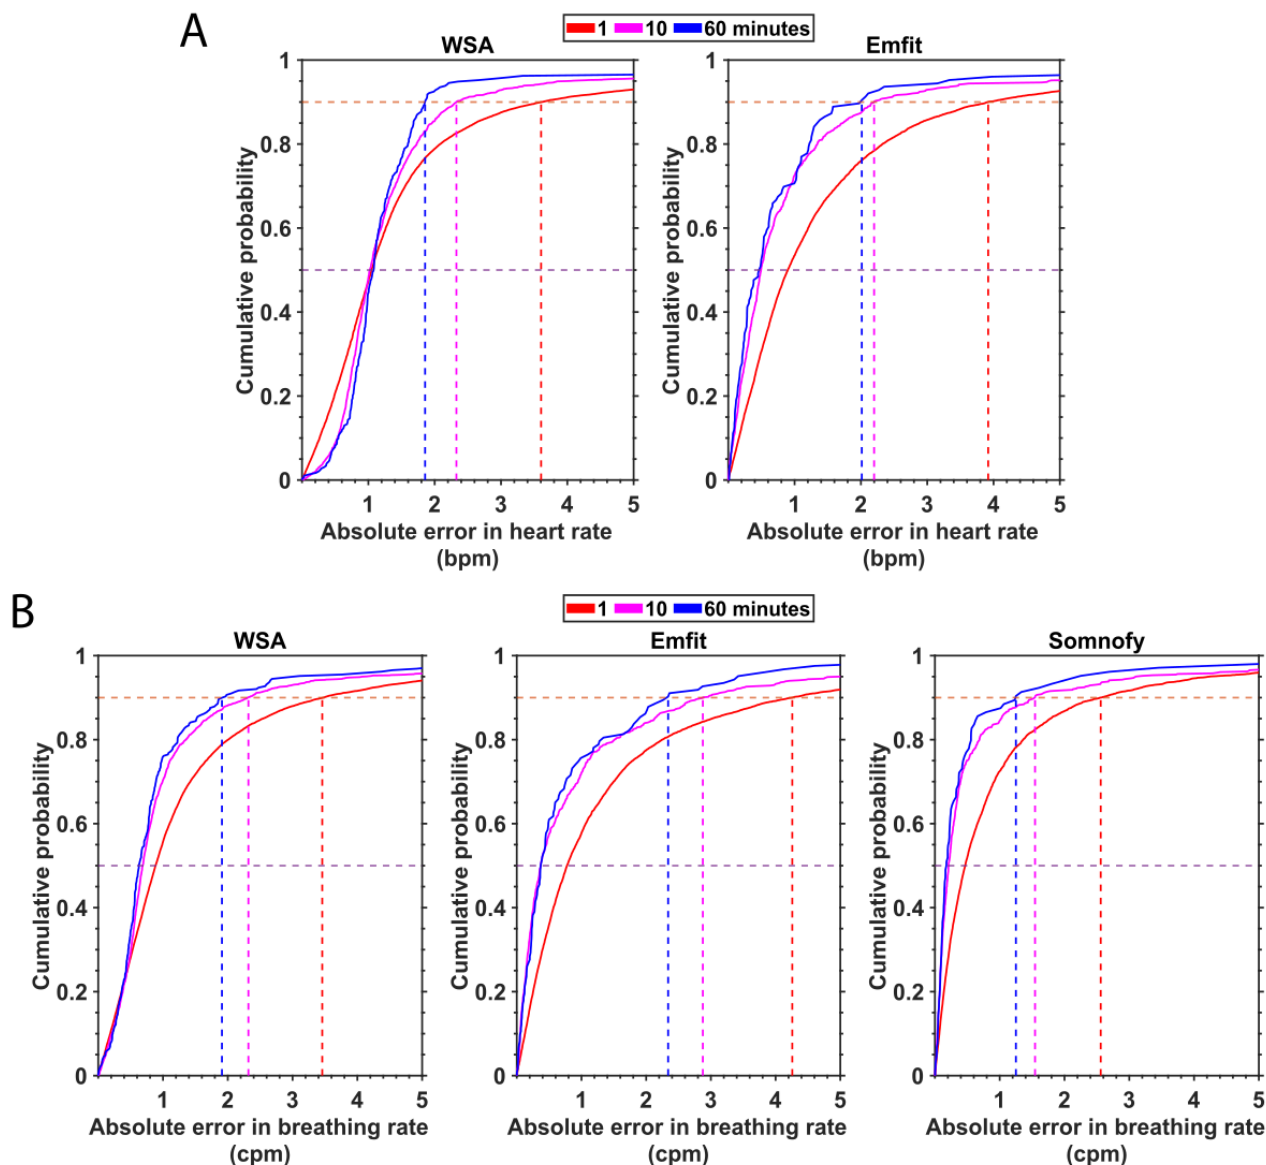 A
1 10 60 minutes
WSA
Emfit
Cumulative probability
1
0.8
0.6
0.4
0.2
0
1 2 3 4 5
Absolute error in heart rate
(bpm)
Cumulative probability
1
0.8
0.6
0.4
0.2
0
1 2 3 4 5
Absolute error in heart rate
(bpm)
B
1 10 60 minutes
WSA
Emfit
Somnofy
Cumulative probability
1
0.8
0.6
0.4
0.2
0
1 2 3 4 5
Absolute error in breathing rate
(cpm)
Cumulative probability
1
0.8
0.6
0.4
0.2
0
1 2 3 4 5
Absolute error in breathing rate
(cpm)
Cumulative probability
1
0.8
0.6
0.4
0.2
0
1 2 3 4 5
Absolute error in breathing rate
(cpm)